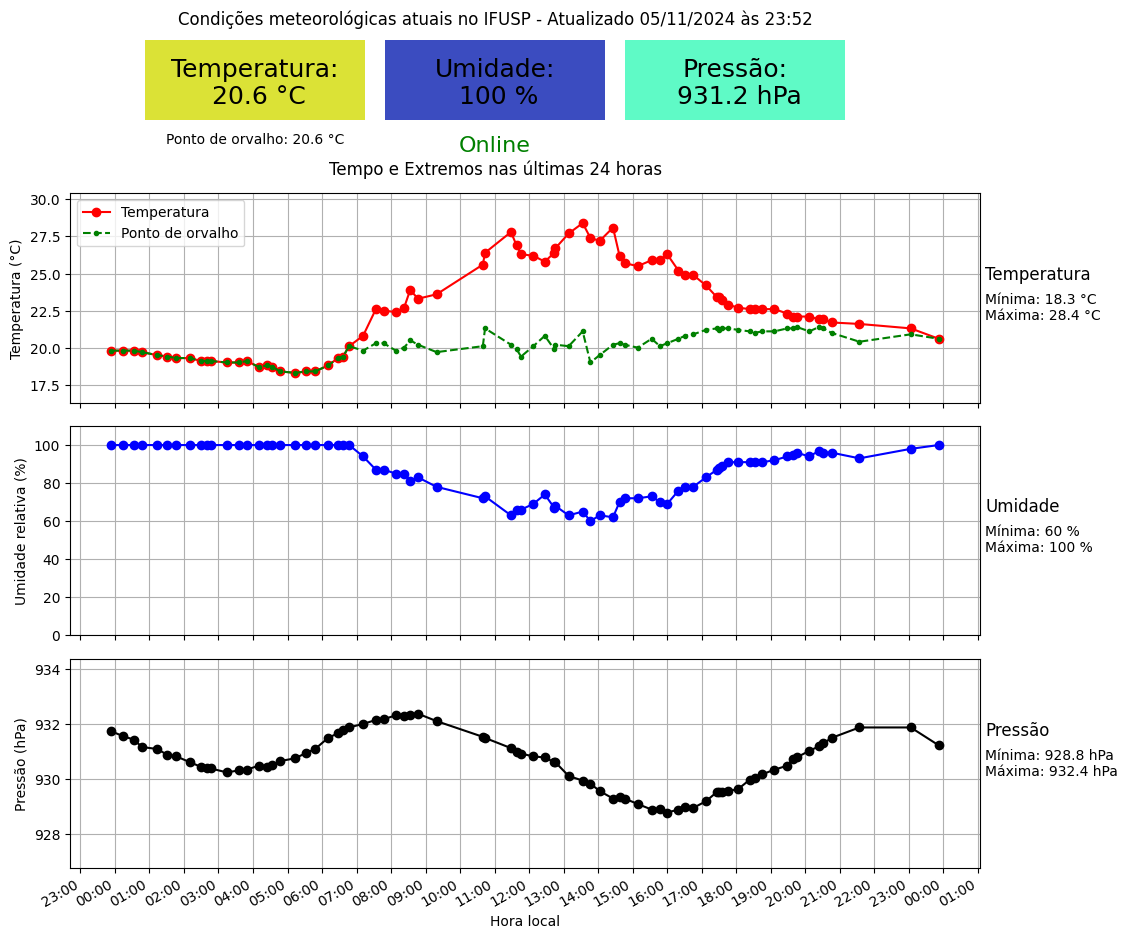 Condições meteorológicas atuais no IFUSP - Atualizado 05/11/2024 às 23:52
Temperatura:
20.6 °C
Umidade:
100 %
Pressão:
931.2 hPa
Ponto de orvalho: 20.6 °C
Online
Tempo e Extremos nas últimas 24 horas
Temperatura (°C)
30.0
27.5
25.0
22.5
20.0
17.5
Temperatura
Ponto de orvalho
Temperatura
Mínima: 18.3 °C
Máxima: 28.4 °C
Umidade relativa (%)
100
80
60
40
20
0
Umidade
Mínima: 60 %
Máxima: 100 %
Pressão (hPa)
934
932
930
928
Pressão
Mínima: 928.8 hPa
Máxima: 932.4 hPa
23:00 00:00 01:00 02:00 03:00 04:00 05:00 06:00 07:00 08:00 09:00 10:00 11:00 12:00 13:00 14:00 15:00 16:00 17:00 18:00 19:00 20:00 21:00 22:00 23:00 00:00 01:00
Hora local